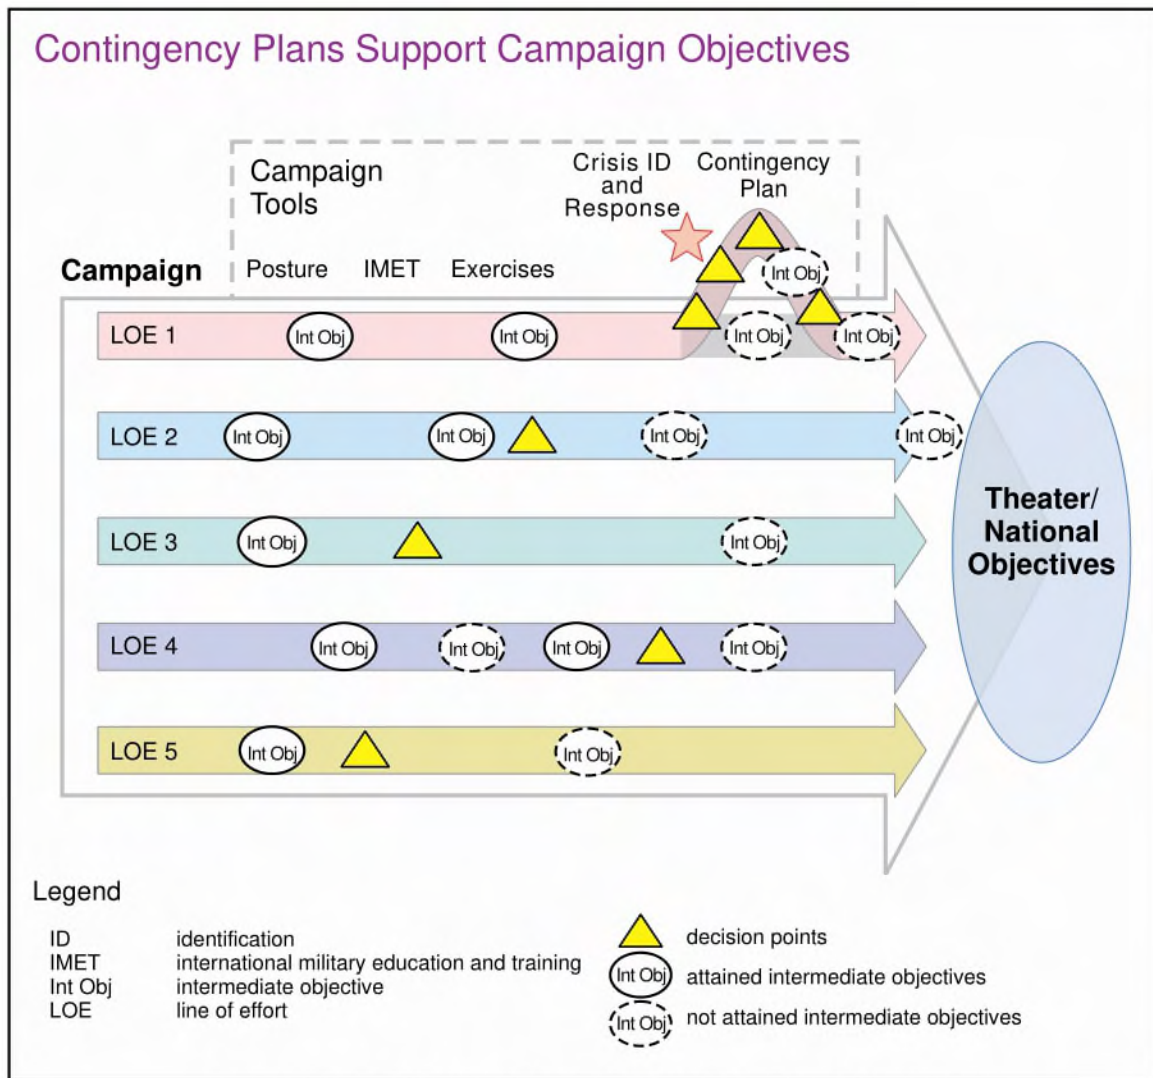 Contingency Plans Support Campaign Objectives
Campaign
Tools
Crisis ID
and
Response
Contingency
Plan
Campaign
Posture
IMET
Exercises
Int Obj
LOE 1
Int Obj
Int Obj
Int Obj
Int Obj
LOE 2
Int Obj
Int Obj
Int Obj
Int Obj
LOE 3
Int Obj
Int Obj
LOE 4
Int Obj
Int Obj
Int Obj
Int Obj
LOE 5
Int Obj
Int Obj
Theater/
National
Objectives
Legend
ID identification
IMET international military education and training
Int Obj intermediate objective
LOE line of effort
decision points
Int Obj attained intermediate objectives
Int Obj not attained intermediate objectives